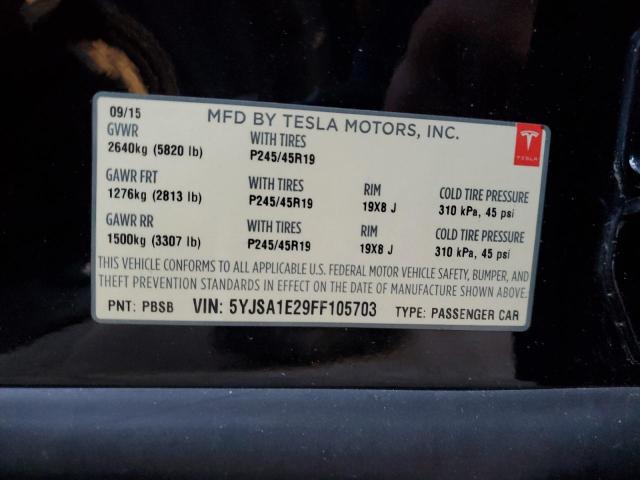 09/15 MFD BY TESLA MOTORS, INC.
GVWR WITH TIRES
2640kg (5820 lb) P245/45R19
GAWR FRT WITH TIRES RIM COLD TIRE PRESSURE
1276kg (2813 lb) P245/45R19 19X8 J 310 kPa, 45 psi
GAWR RR WITH TIRES RIM COLD TIRE PRESSURE
1500kg (3307 lb) P245/45R19 19X8 J 310 kPa, 45 psi
THIS VEHICLE CONFORMS TO ALL APPLICABLE U.S. FEDERAL MOTOR VEHICLE SAFETY, BUMPER, AND
THEFT PREVENTION STANDARDS IN EFFECT ON THE DATE OF MANUFACTURE SHOWN ABOVE.
PNT: PBSB VIN: 5YJSA1E29FF105703 TYPE: PASSENGER CAR
TESLA